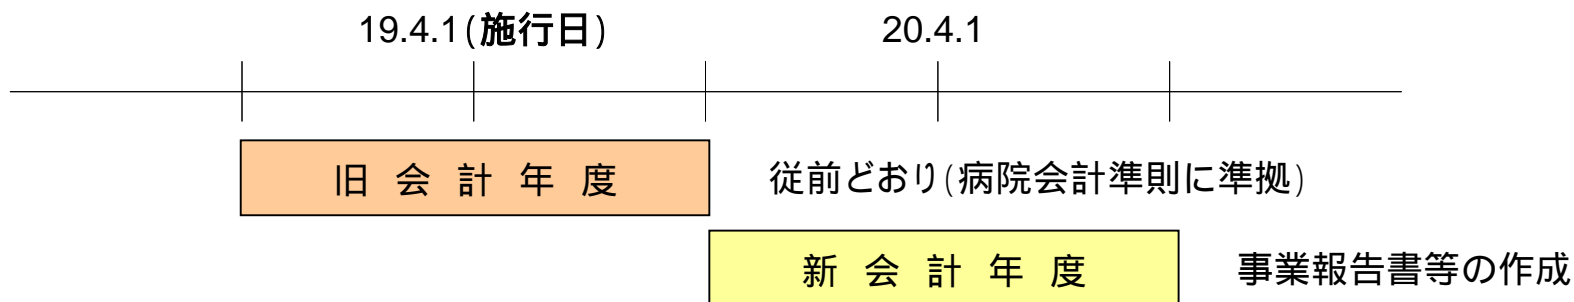 19.4.1(施行日) 20.4.1
旧会計年度 従前どおり(病院会計準則に準拠)
新会計年度 事業報告書等の作成